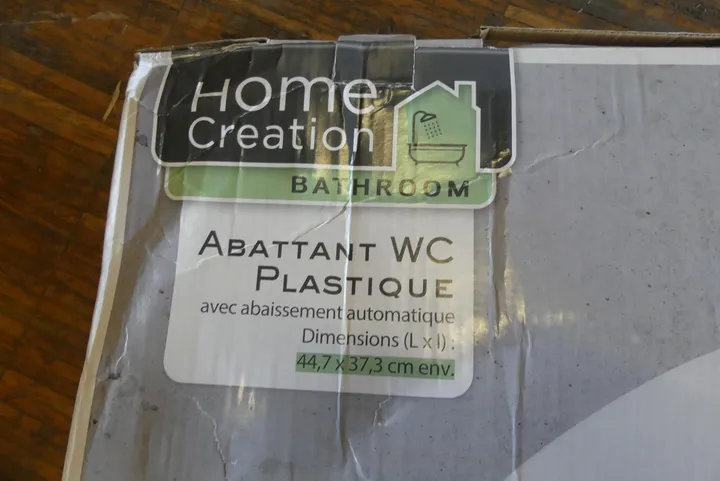 Home
Creation
BATHROOM
ABATTANT WC
PLASTIQUE
avec abaissement automatique
Dimensions (L x l) :
44,7 x 37,3 cm env.